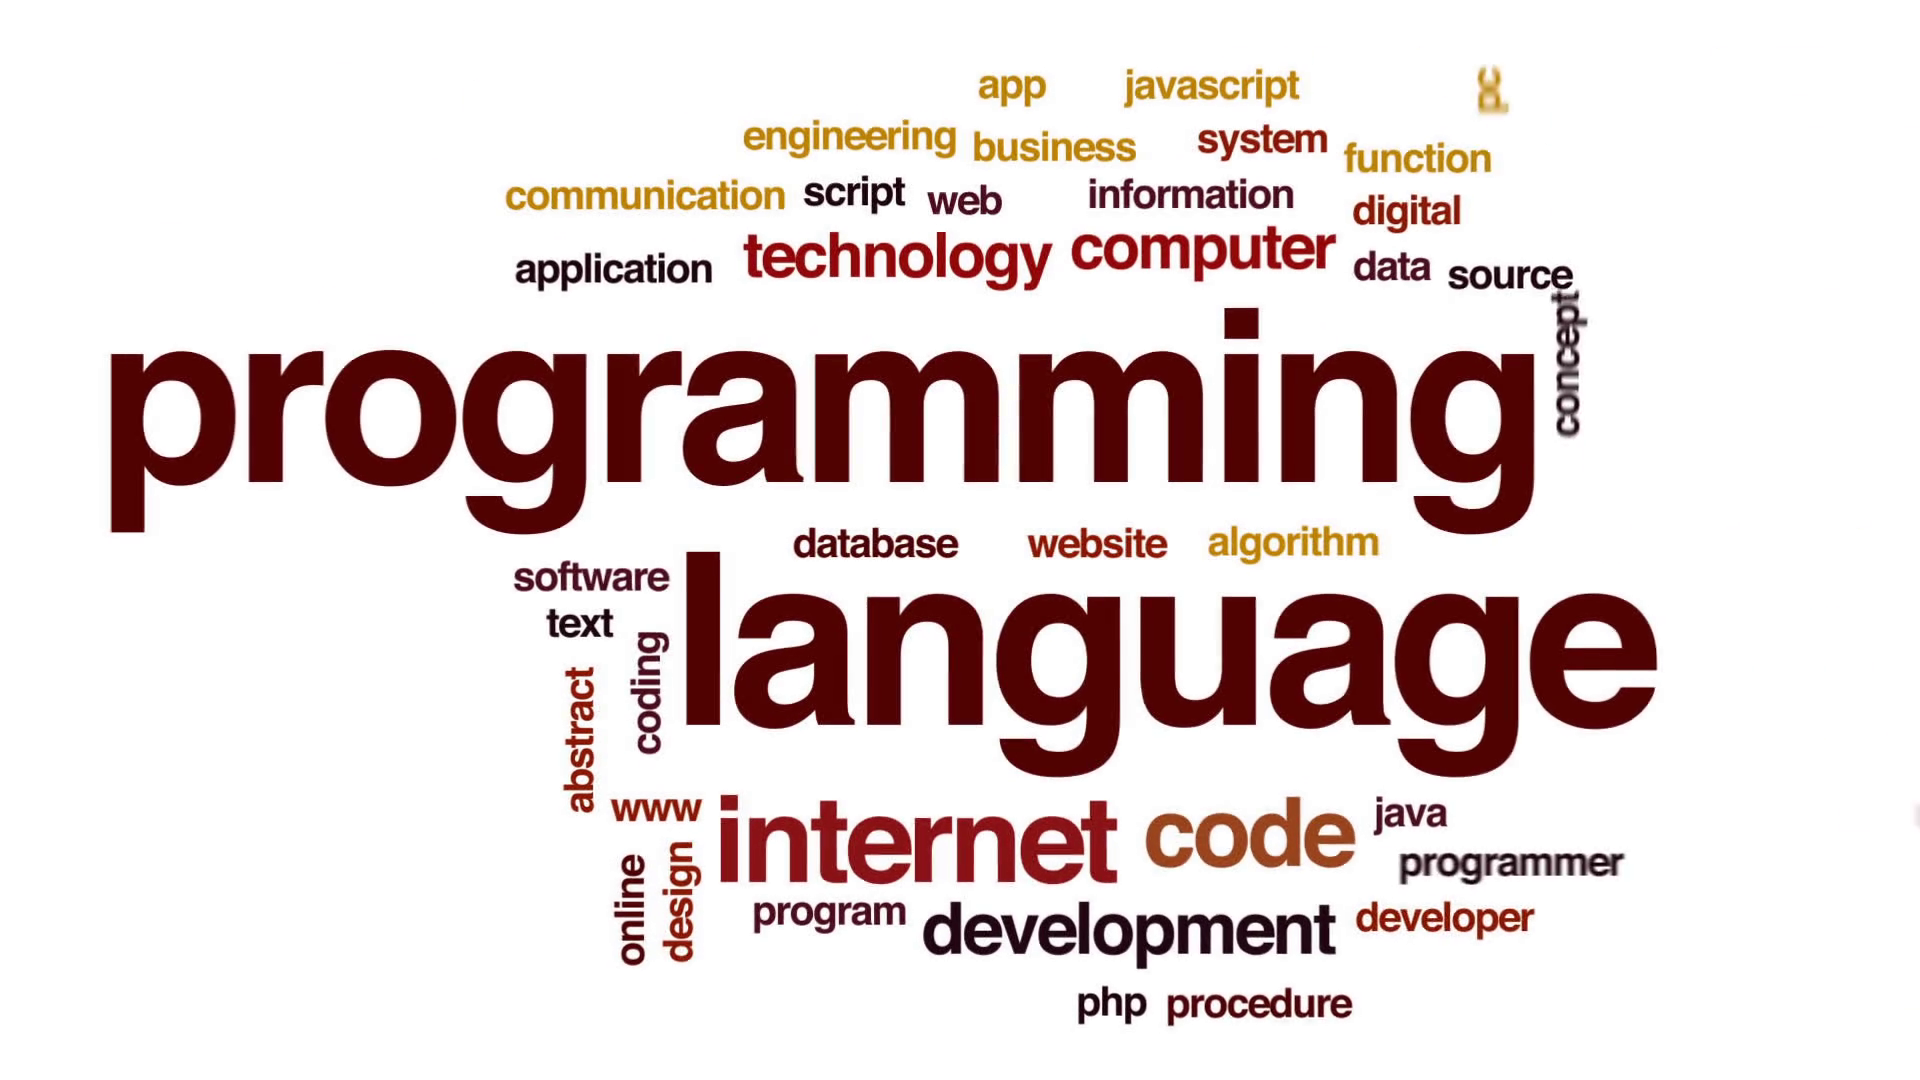 app javascript pc
engineering business system function
communication script web information digital
application technology computer data source
concept
programming
database website algorithm
software
language
text
coding
abstract
www internet code java
programmer
online design
program development developer
php procedure